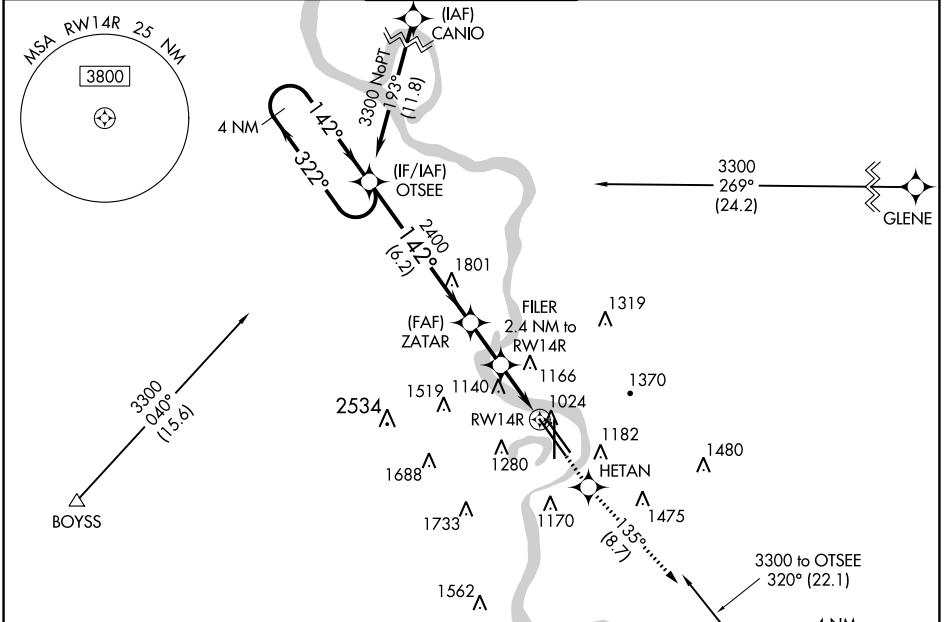 MSA RW14R 25 NM
3800
(IAF)
CANIO
3300 NoPT
193°
(11.8)
4 NM
142°
322°
(IF/IAF)
OTSEE
3300
269°
(24.2)
GLENE
2400
142°
(6.2)
1801
(FAF)
ZATAR
FILER
2.4 NM to
RW14R
1319
1166
1140
1370
3300
040°
(15.6)
BOYSS
1519
2534
RW14R
1024
1182
1480
1280
1688
HETAN
1733
1170
1475
135°
(8.7)
3300 to OTSEE
320° (22.1)
1562
4 NM